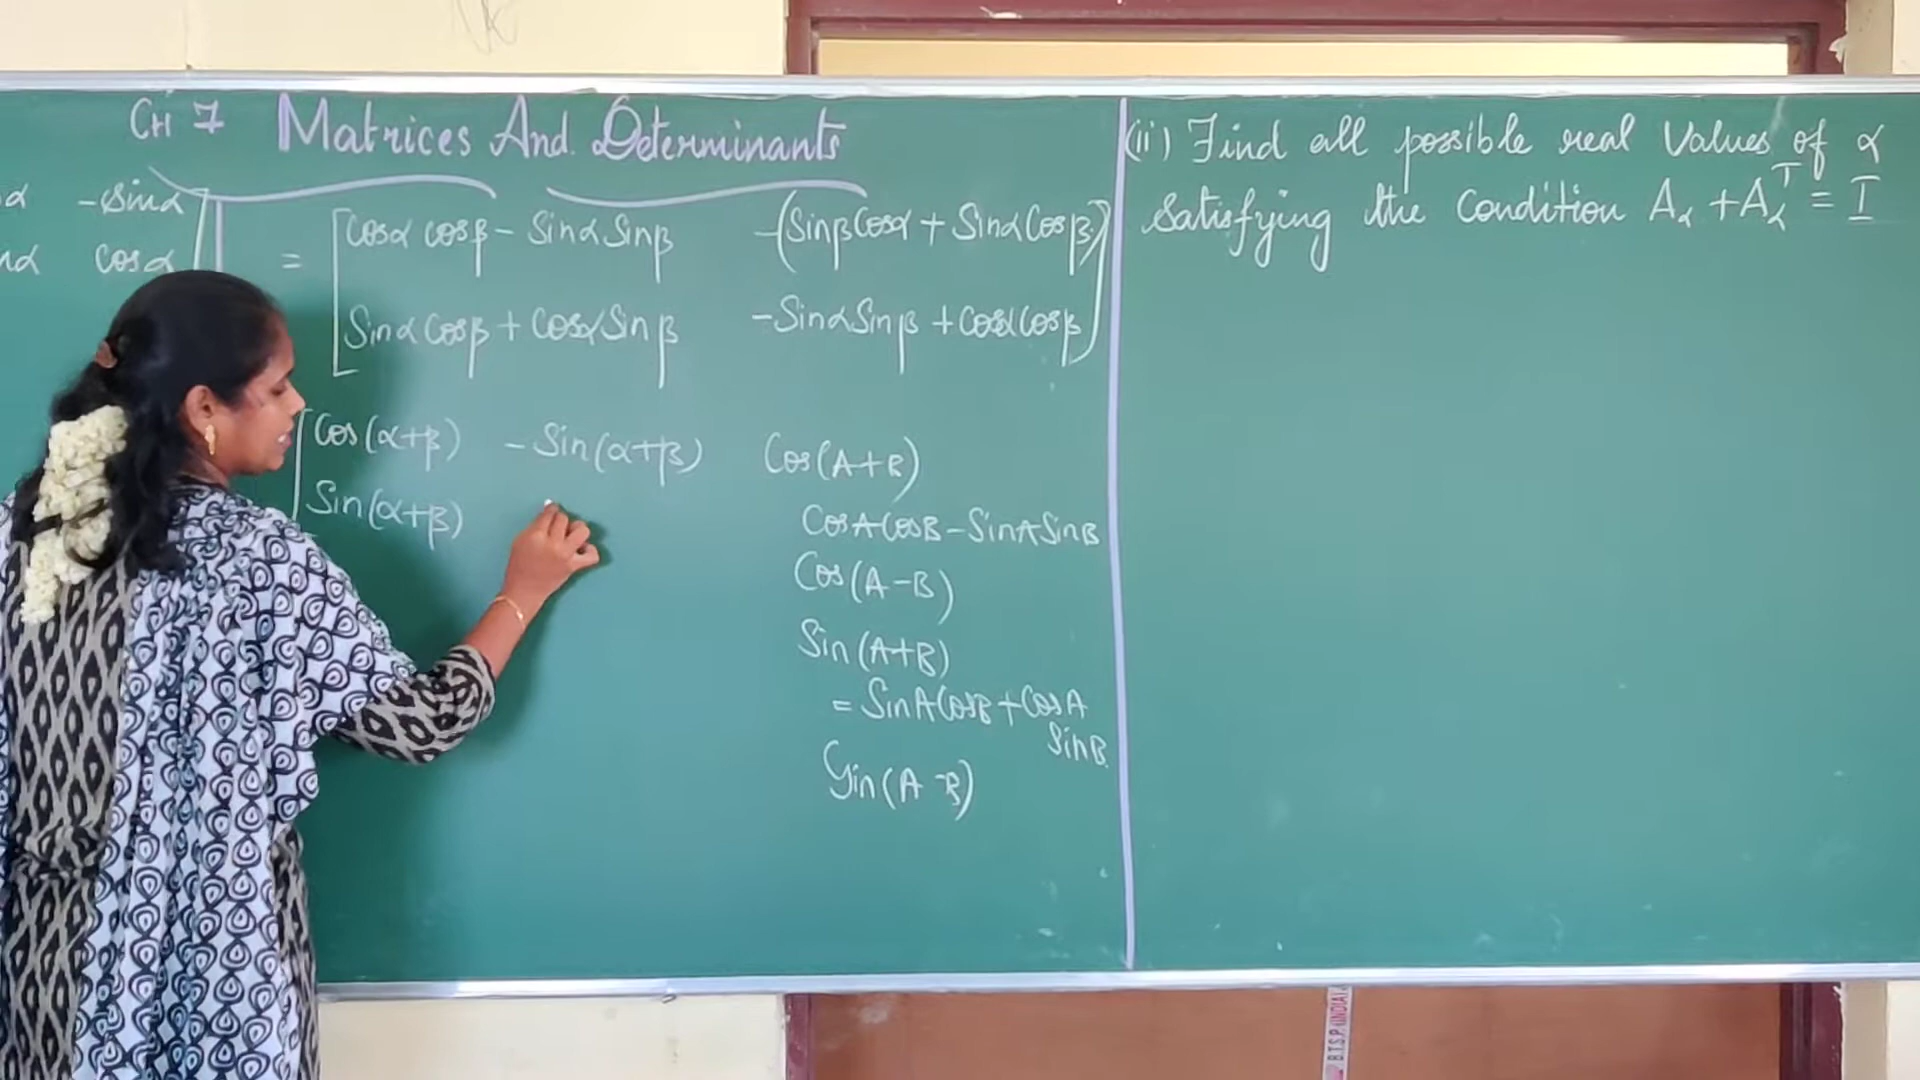 CH 7 Matrices And Determinants
α -sinα
nα cosα
= cosα cosβ - Sinα Sinβ -(Sinβ Cosα + Sinα Cosβ)
Sinα Cosβ + Cosα Sinβ -Sinα Sinβ + Cosα Cosβ
Cos(α+β) -Sin(α+β)
Sin(α+β)
Cos(A+B)
CosA CosB - SinA SinB
Cos(A-B)
Sin(A+B)
= SinA CosB + CosA
SinB
Sin(A-B)
(ii) Find all possible real Values of α
satisfying the Condition Aα + Aα^T = I
B.T.S.P. (INDIA)